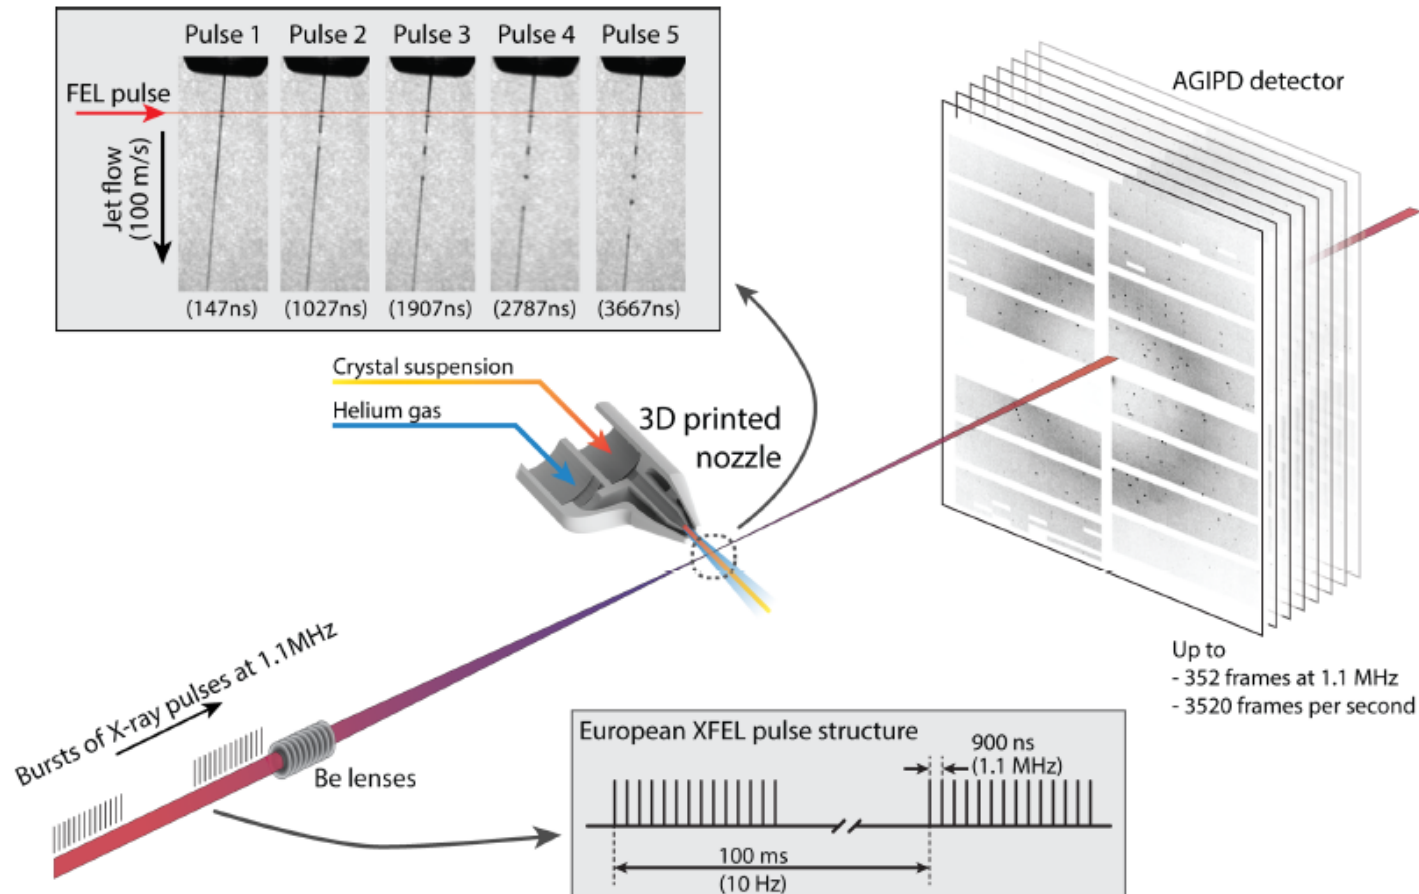 Pulse 1 Pulse 2 Pulse 3 Pulse 4 Pulse 5
FEL pulse
Jet flow
(100 m/s)
(147ns) (1027ns) (1907ns) (2787ns) (3667ns)
AGIPD detector
Crystal suspension
Helium gas
3D printed
nozzle
Up to
- 352 frames at 1.1 MHz
- 3520 frames per second
Bursts of X-ray pulses at 1.1MHz
Be lenses
European XFEL pulse structure
900 ns
(1.1 MHz)
100 ms
(10 Hz)